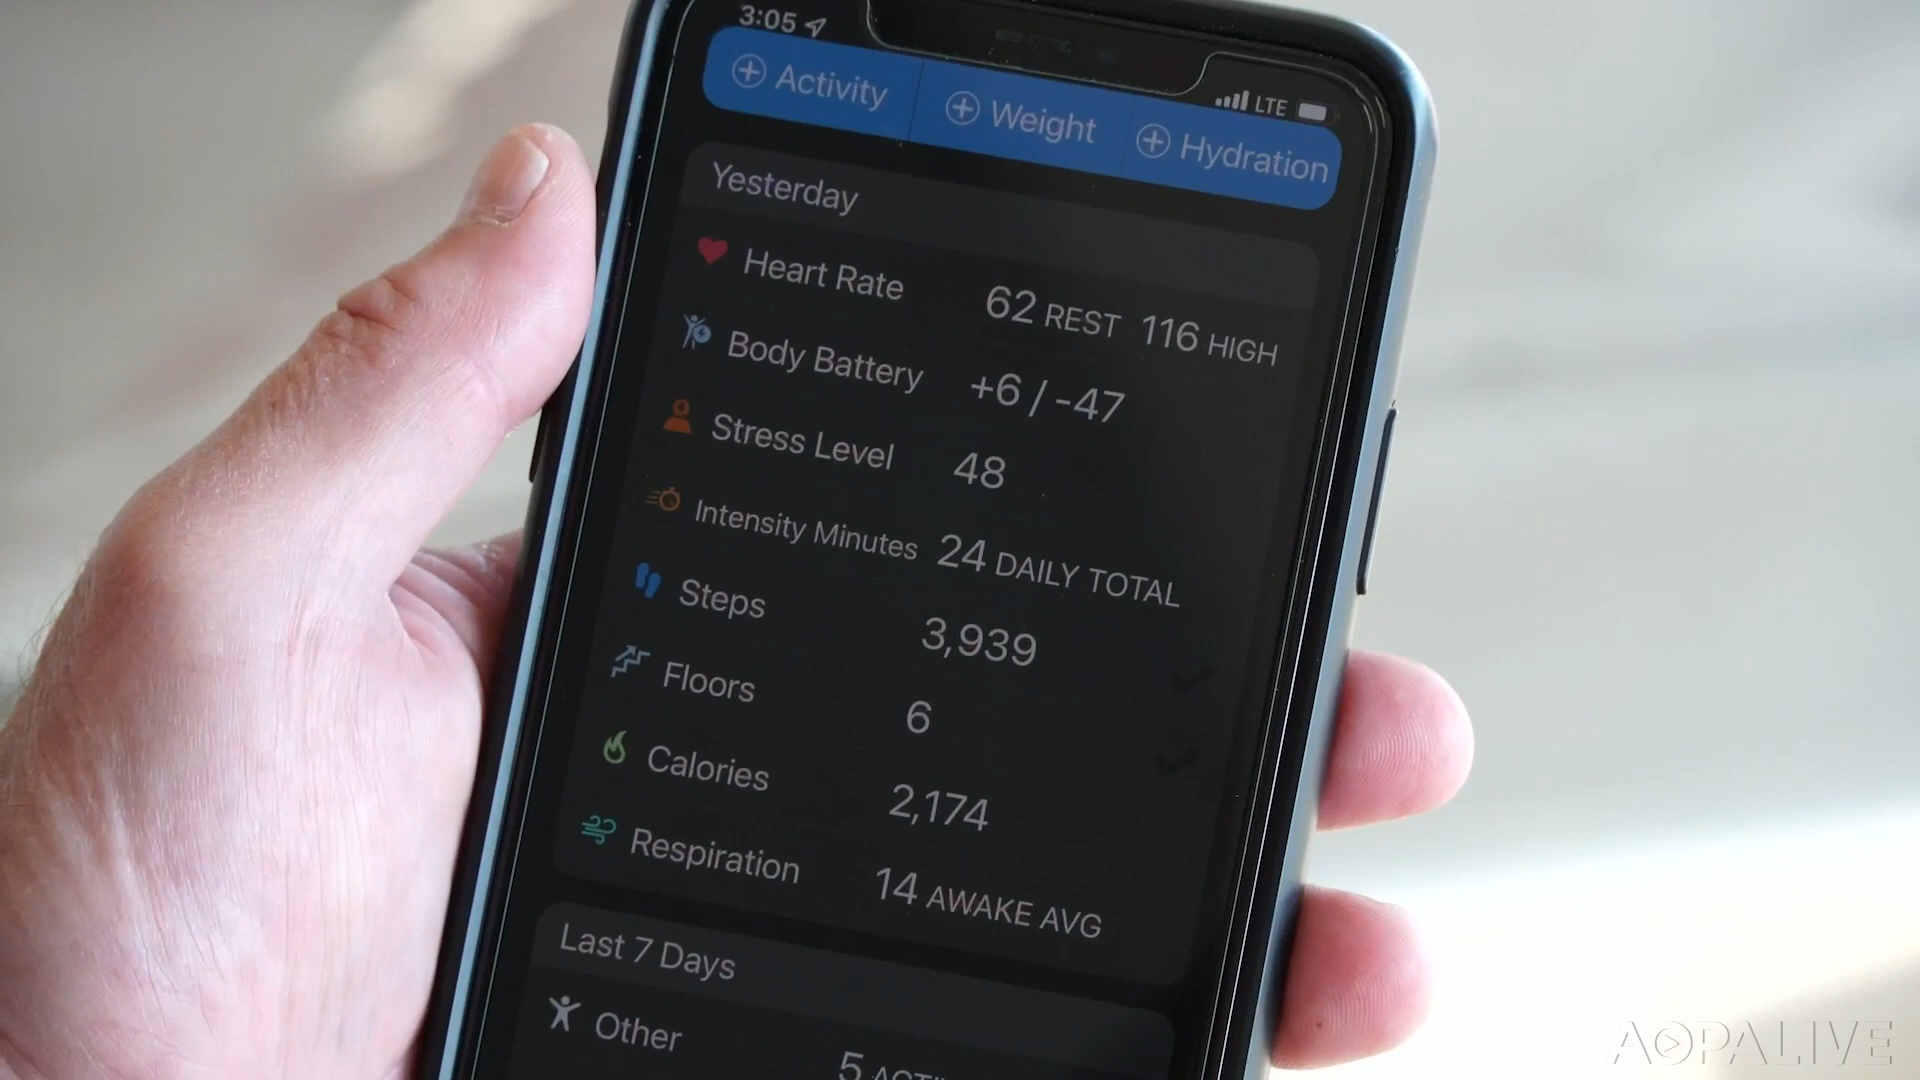 3:05
LTE
Activity Weight Hydration
Yesterday
Heart Rate 62 REST 116 HIGH
Body Battery +6 / -47
Stress Level 48
Intensity Minutes 24 DAILY TOTAL
Steps 3,939
Floors 6
Calories 2,174
Respiration 14 AWAKE AVG
Last 7 Days
Other 5
AOPALIVE